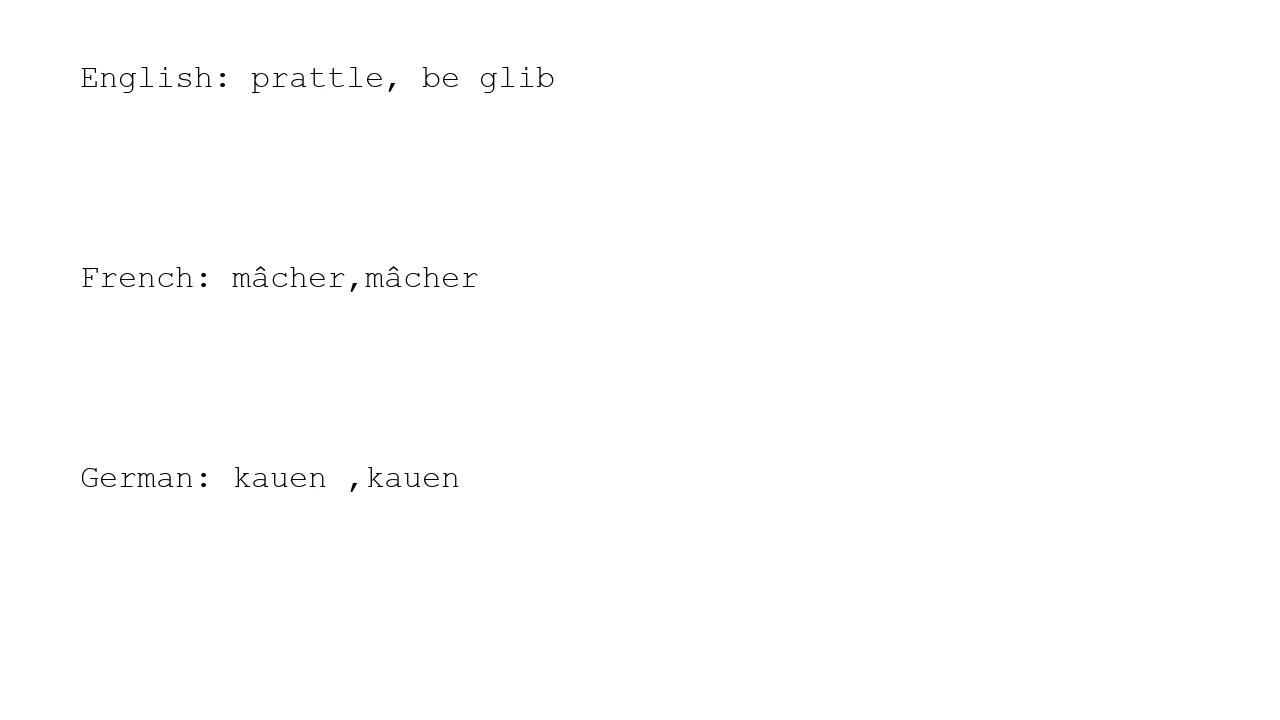 English: prattle, be glib
French: mâcher,mâcher
German: kauen ,kauen